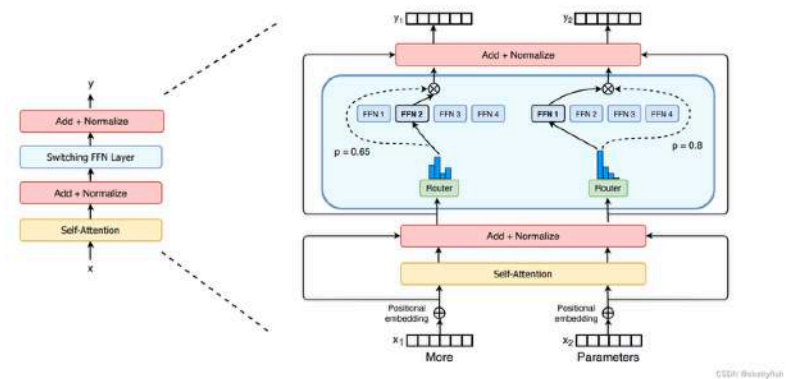 y
Add + Normalize
Switching FFN Layer
Add + Normalize
Self-Attention
x
y₁
y₂
Add + Normalize
FFN 1 FFN 2 FFN 3 FFN 4
FFN 1 FFN 2 FFN 3 FFN 4
p = 0.65
p = 0.8
Router
Router
Add + Normalize
Self-Attention
Positional
embedding
Positional
embedding
x₁
x₂
More
Parameters